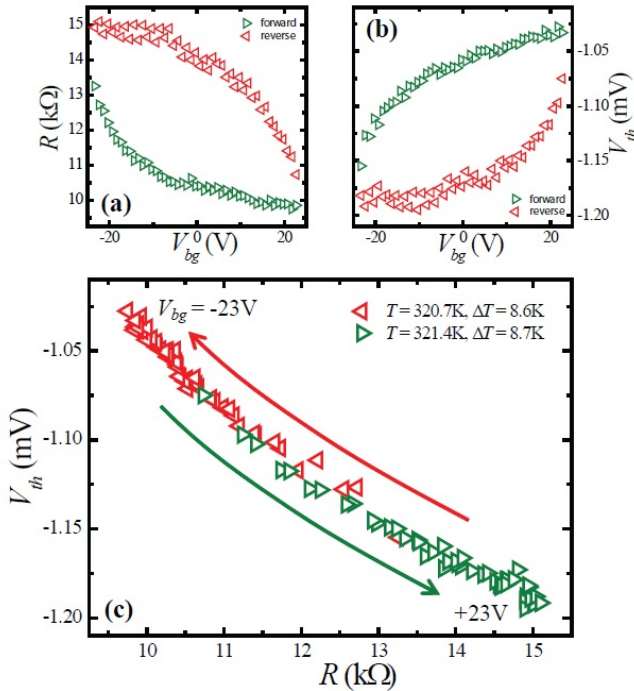 15
14
13
12
11
10
R (kΩ)
forward
reverse
(a)
-20
0
20
V_bg (V)
(b)
-1.05
-1.10
-1.15
-1.20
V_th (mV)
forward
reverse
-20
0
20
V_bg (V)
V_bg = -23V
T = 320.7K, ΔT = 8.6K
T = 321.4K, ΔT = 8.7K
-1.05
-1.10
-1.15
-1.20
V_th (mV)
(c)
+23V
10 11 12 13 14 15
R (kΩ)